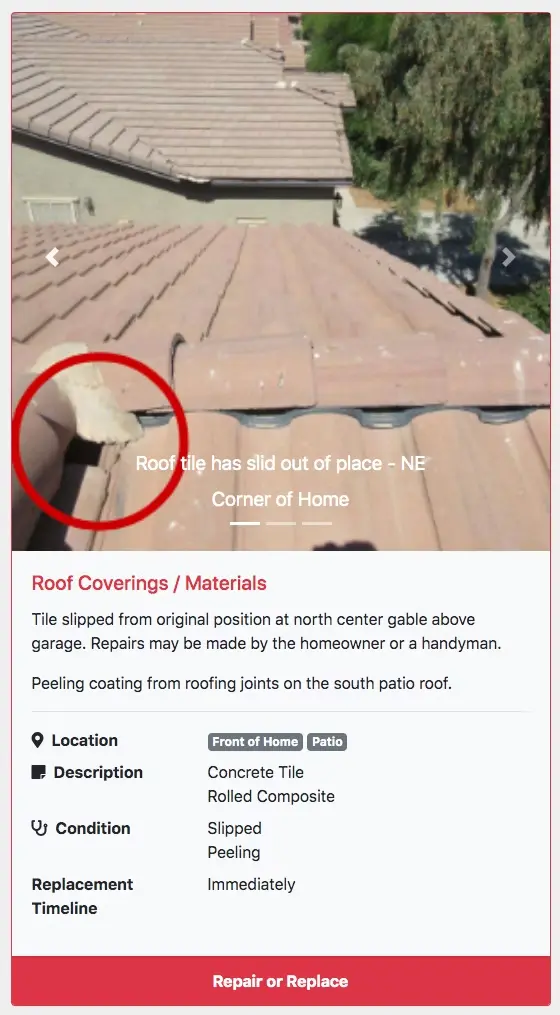 Roof tile has slid out of place - NE
Corner of Home
Roof Coverings / Materials
Tile slipped from original position at north center gable above
garage. Repairs may be made by the homeowner or a handyman.
Peeling coating from roofing joints on the south patio roof.
Location Front of Home Patio
Description Concrete Tile
Rolled Composite
Condition Slipped
Peeling
Replacement Immediately
Timeline
Repair or Replace